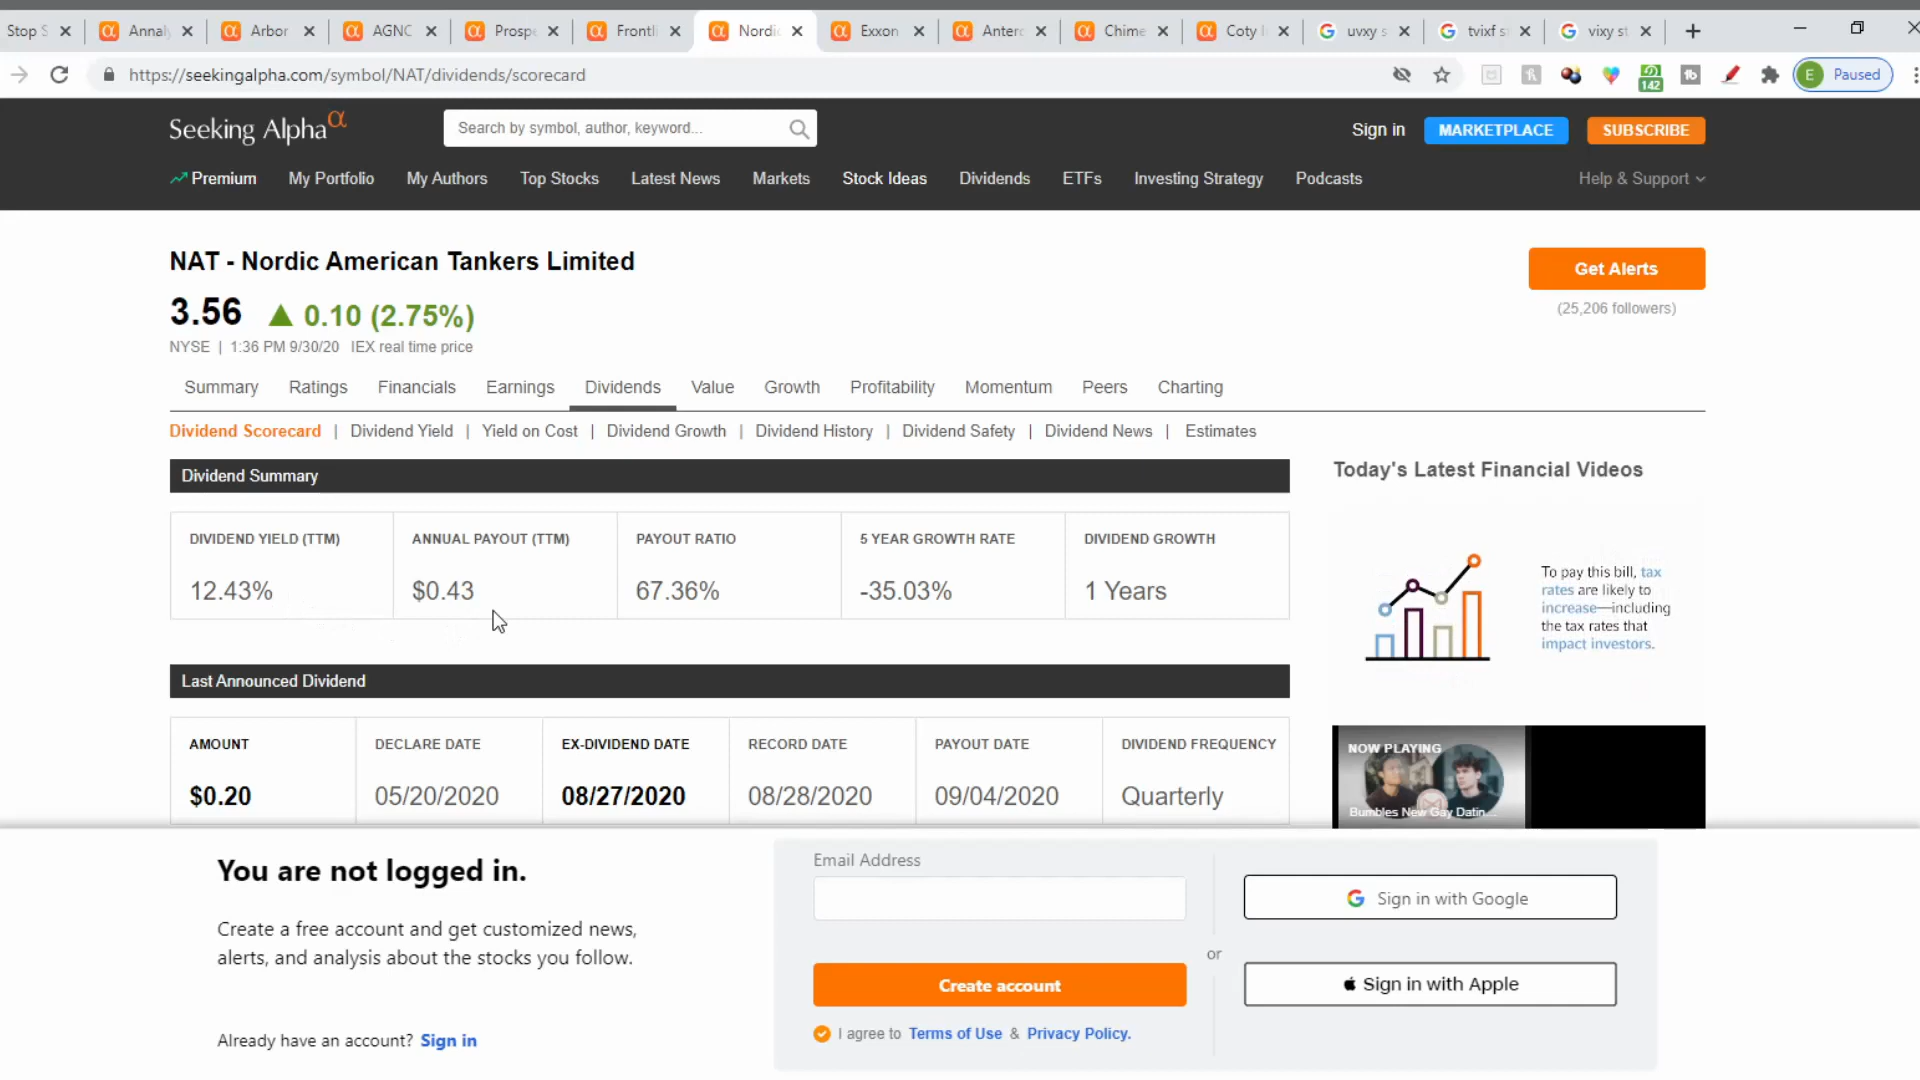 Stop S
Annaly
Arbor
AGNC
Prospe
Frontl
Nordic
Exxon
Antero
Chime
Coty I
uvxy s
tvixf s
vixy st
https://seekingalpha.com/symbol/NAT/dividends/scorecard
142
E Paused
Seeking Alphaα
Search by symbol, author, keyword...
Sign in
MARKETPLACE
SUBSCRIBE
Premium
My Portfolio
My Authors
Top Stocks
Latest News
Markets
Stock Ideas
Dividends
ETFs
Investing Strategy
Podcasts
Help & Support
NAT - Nordic American Tankers Limited
Get Alerts
3.56 ▲ 0.10 (2.75%)
(25,206 followers)
NYSE | 1:36 PM 9/30/20 IEX real time price
Summary Ratings Financials Earnings Dividends Value Growth Profitability Momentum Peers Charting
Dividend Scorecard | Dividend Yield | Yield on Cost | Dividend Growth | Dividend History | Dividend Safety | Dividend News | Estimates
Dividend Summary
DIVIDEND YIELD (TTM)
12.43%
ANNUAL PAYOUT (TTM)
$0.43
PAYOUT RATIO
67.36%
5 YEAR GROWTH RATE
-35.03%
DIVIDEND GROWTH
1 Years
Last Announced Dividend
AMOUNT
$0.20
DECLARE DATE
05/20/2020
EX-DIVIDEND DATE
08/27/2020
RECORD DATE
08/28/2020
PAYOUT DATE
09/04/2020
DIVIDEND FREQUENCY
Quarterly
Today's Latest Financial Videos
To pay this bill, tax
rates are likely to
increase—including
the tax rates that
impact investors.
NOW PLAYING
Bumbles New Gay Datin...
You are not logged in.
Create a free account and get customized news,
alerts, and analysis about the stocks you follow.
Already have an account? Sign in
Email Address
Create account
I agree to Terms of Use & Privacy Policy.
or
Sign in with Google
Sign in with Apple